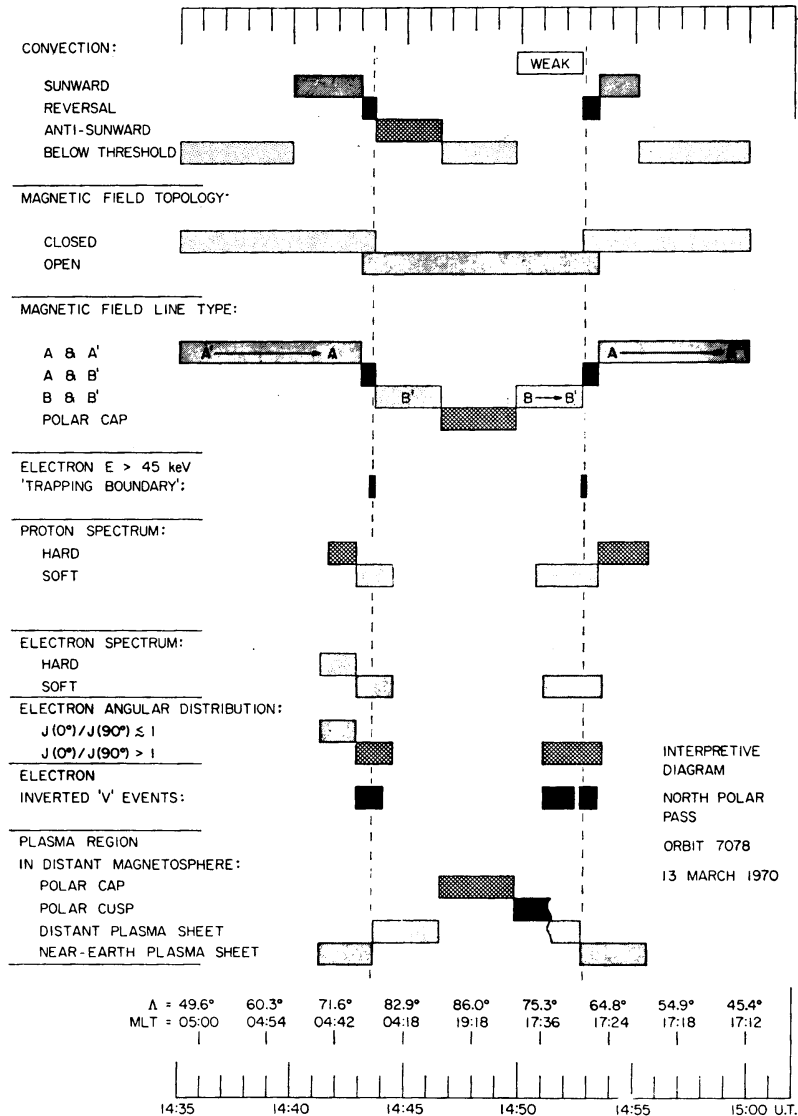 CONVECTION:
WEAK
SUNWARD
REVERSAL
ANTI-SUNWARD
BELOW THRESHOLD
MAGNETIC FIELD TOPOLOGY
CLOSED
OPEN
MAGNETIC FIELD LINE TYPE:
A & A' A' A A
A & B'
B & B' B' B B'
POLAR CAP
ELECTRON E > 45 keV
'TRAPPING BOUNDARY':
PROTON SPECTRUM:
HARD
SOFT
ELECTRON SPECTRUM:
HARD
SOFT
ELECTRON ANGULAR DISTRIBUTION:
J(0°)/J(90°) ≤ 1
J(0°)/J(90°) > 1
ELECTRON
INVERTED 'V' EVENTS:
INTERPRETIVE
DIAGRAM
NORTH POLAR
PASS
ORBIT 7078
13 MARCH 1970
PLASMA REGION
IN DISTANT MAGNETOSPHERE:
POLAR CAP
POLAR CUSP
DISTANT PLASMA SHEET
NEAR-EARTH PLASMA SHEET
Λ = 49.6° 60.3° 71.6° 82.9° 86.0° 75.3° 64.8° 54.9° 45.4°
MLT = 05:00 04:54 04:42 04:18 19:18 17:36 17:24 17:18 17:12
14:35 14:40 14:45 14:50 14:55 15:00 U.T.